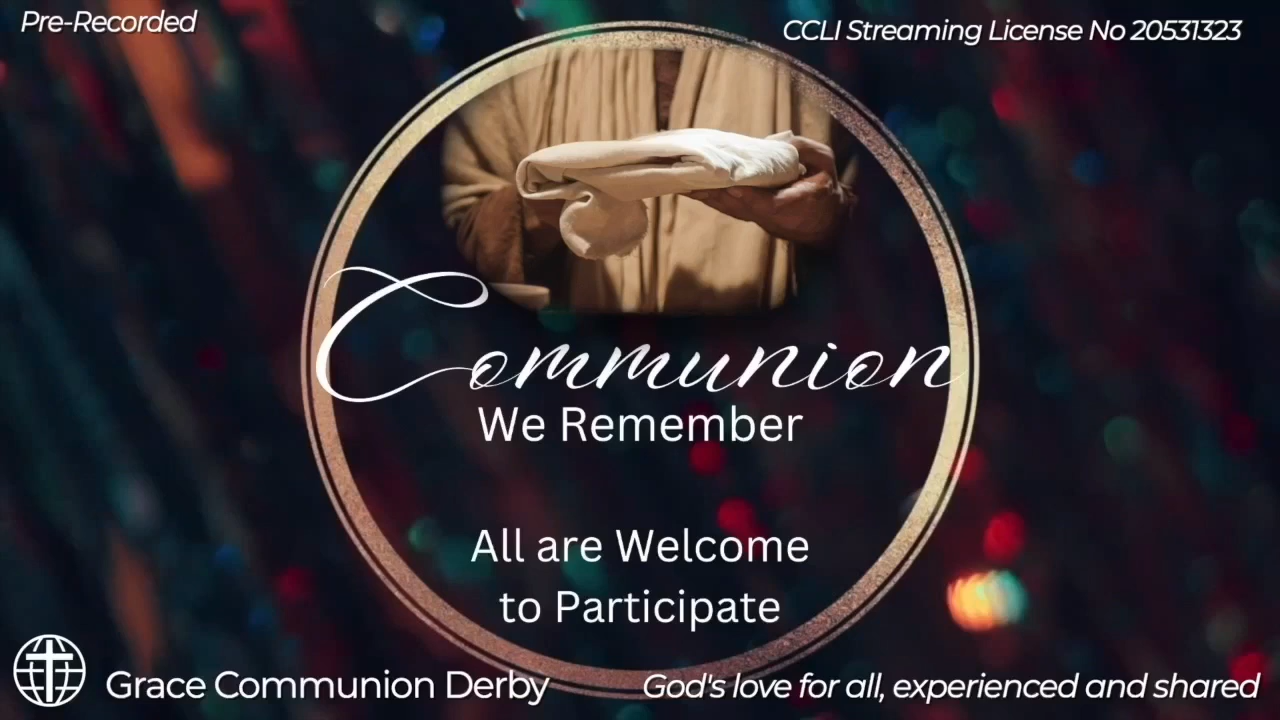 Pre-Recorded
CCLI Streaming License No 20531323
Communion
We Remember
All are Welcome
to Participate
Grace Communion Derby
God's love for all, experienced and shared